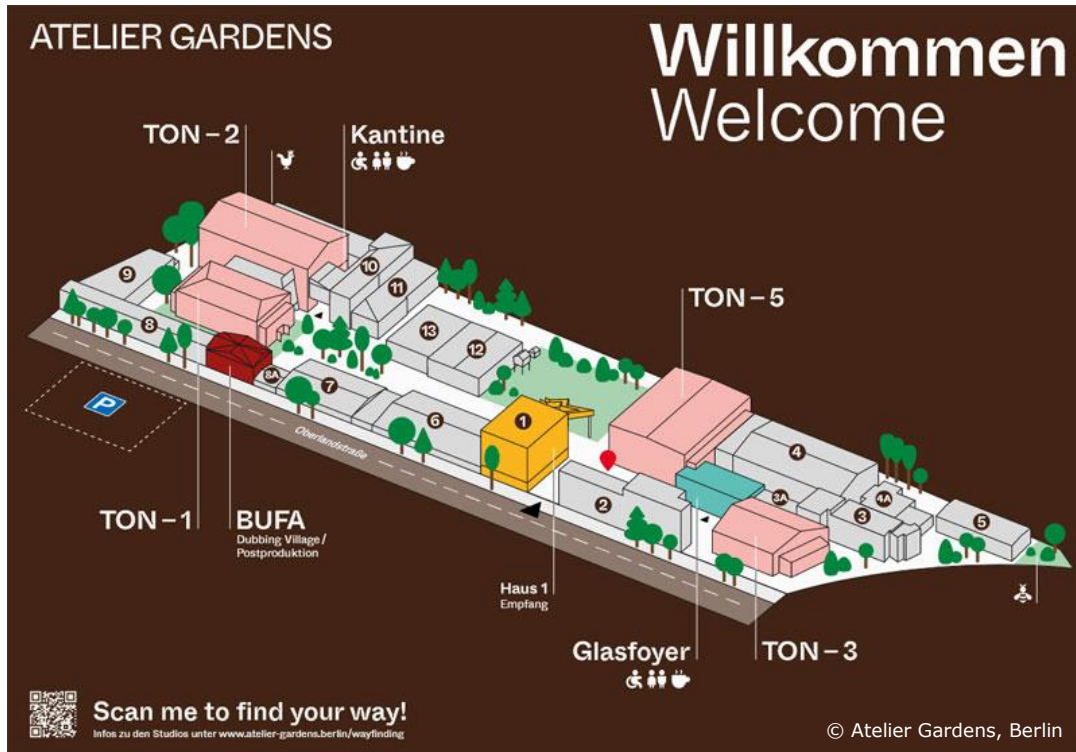 ATELIER GARDENS
Willkommen
Welcome
TON – 2
Kantine
TON – 5
9
8
10
11
13
12
8A
7
6
1
2
4
3A
4A
3
5
P
Oberlandstraße
TON – 1
BUFA
Dubbing Village /
Postproduktion
Haus 1
Empfang
Glasfoyer
TON – 3
Scan me to find your way!
Infos zu den Studios unter www.atelier-gardens.berlin/wayfinding
© Atelier Gardens, Berlin